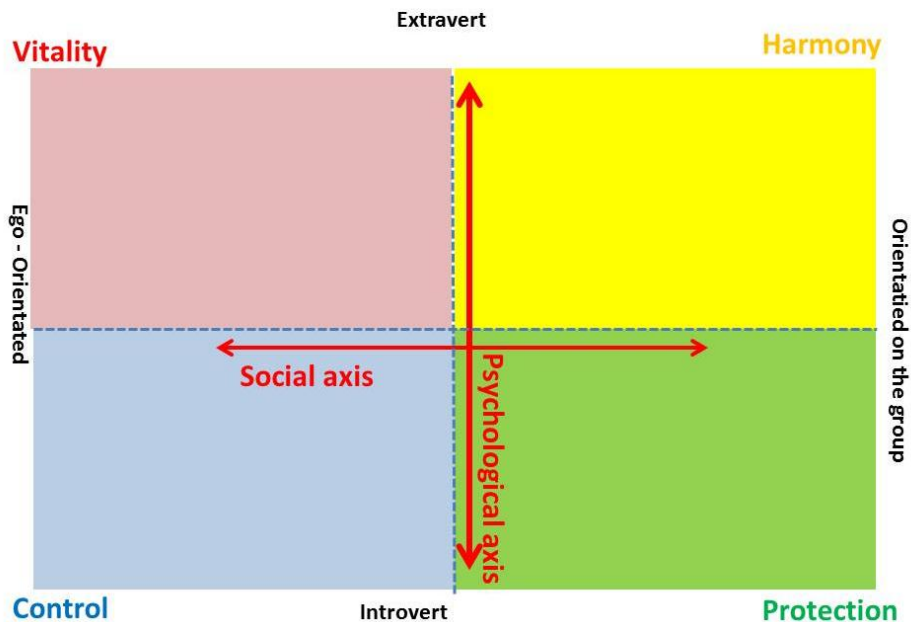 Extravert
Vitality
Harmony
Ego - Orientated
Orientatied on the group
Social axis
Psychological axis
Control
Introvert
Protection